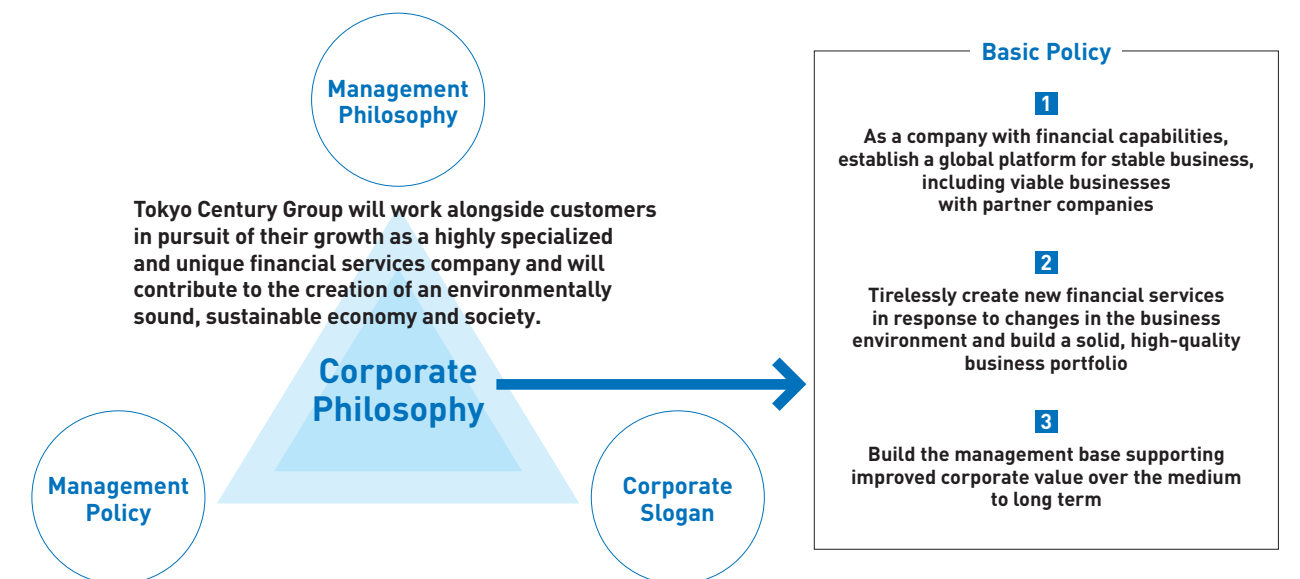 Management
Philosophy
Tokyo Century Group will work alongside customers
in pursuit of their growth as a highly specialized
and unique financial services company and will
contribute to the creation of an environmentally
sound, sustainable economy and society.
Corporate
Philosophy
Management
Policy
Corporate
Slogan
Basic Policy
1
As a company with financial capabilities,
establish a global platform for stable business,
including viable businesses
with partner companies
2
Tirelessly create new financial services
in response to changes in the business
environment and build a solid, high-quality
business portfolio
3
Build the management base supporting
improved corporate value over the medium
to long term